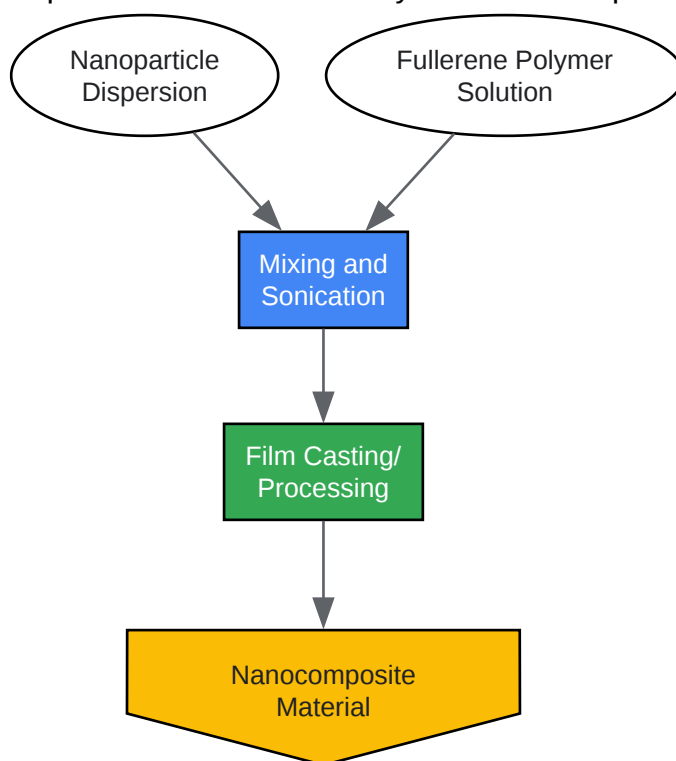 Nanoparticle
Dispersion
Fullerene Polymer
Solution
Mixing and
Sonication
Film Casting/
Processing
Nanocomposite
Material